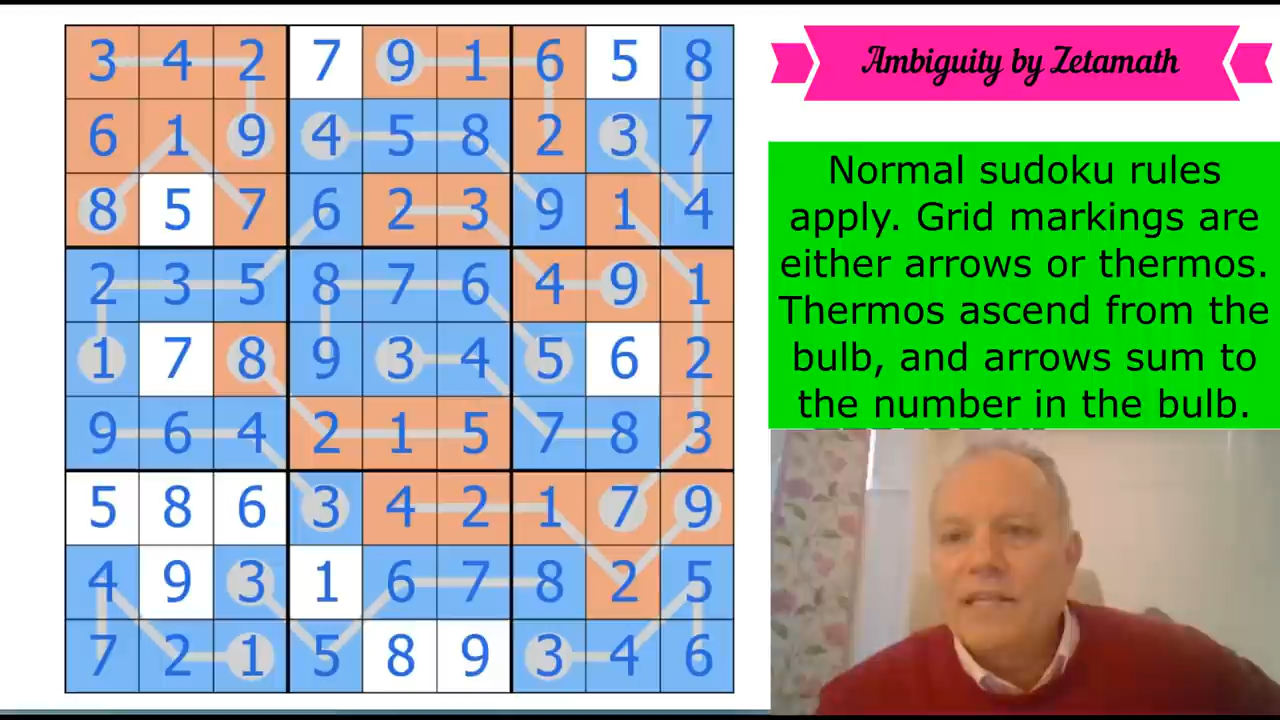 Ambiguity by Zetamath
Normal sudoku rules
apply. Grid markings are
either arrows or thermos.
Thermos ascend from the
bulb, and arrows sum to
the number in the bulb.
3 4 2 7 9 1 6 5 8
6 1 9 4 5 8 2 3 7
8 5 7 6 2 3 9 1 4
2 3 5 8 7 6 4 9 1
1 7 8 9 3 4 5 6 2
9 6 4 2 1 5 7 8 3
5 8 6 3 4 2 1 7 9
4 9 3 1 6 7 8 2 5
7 2 1 5 8 9 3 4 6